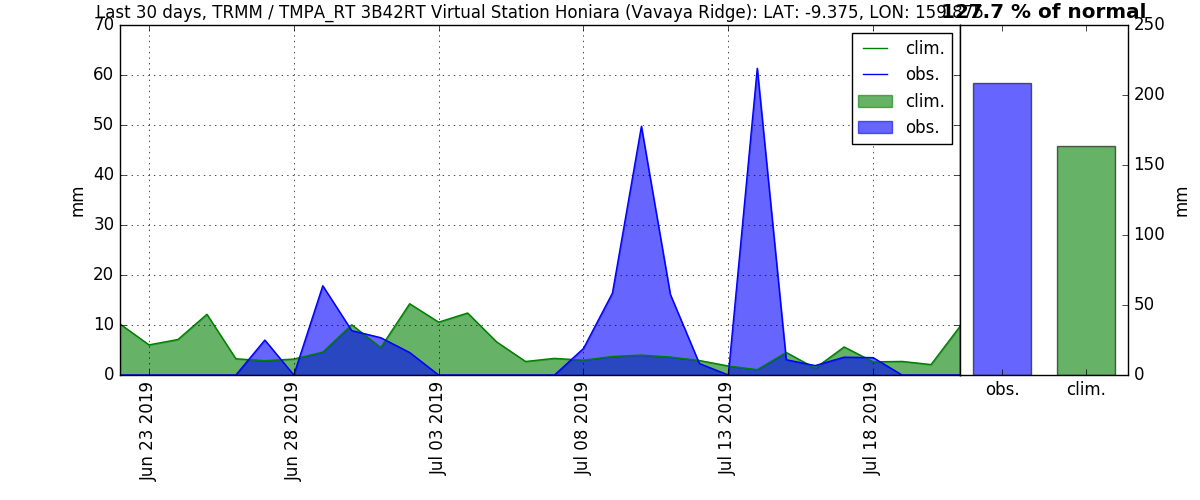 Last 30 days, TRMM / TMPA_RT 3B42RT Virtual Station Honiara (Vavaya Ridge): LAT: -9.375, LON:
127.7 % of normal
70
60
50
40
30
20
10
0
mm
clim.
obs.
clim.
obs.
Jun 23 2019
Jun 28 2019
Jul 03 2019
Jul 08 2019
Jul 13 2019
Jul 18 2019
250
200
150
100
50
0
mm
obs.
clim.